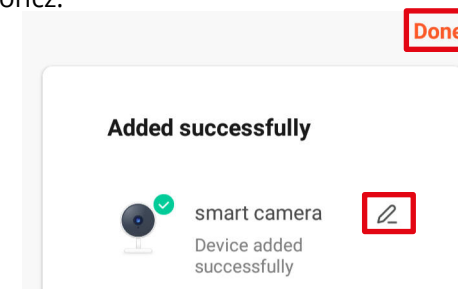 Done
Added successfully
smart camera
Device added
successfully